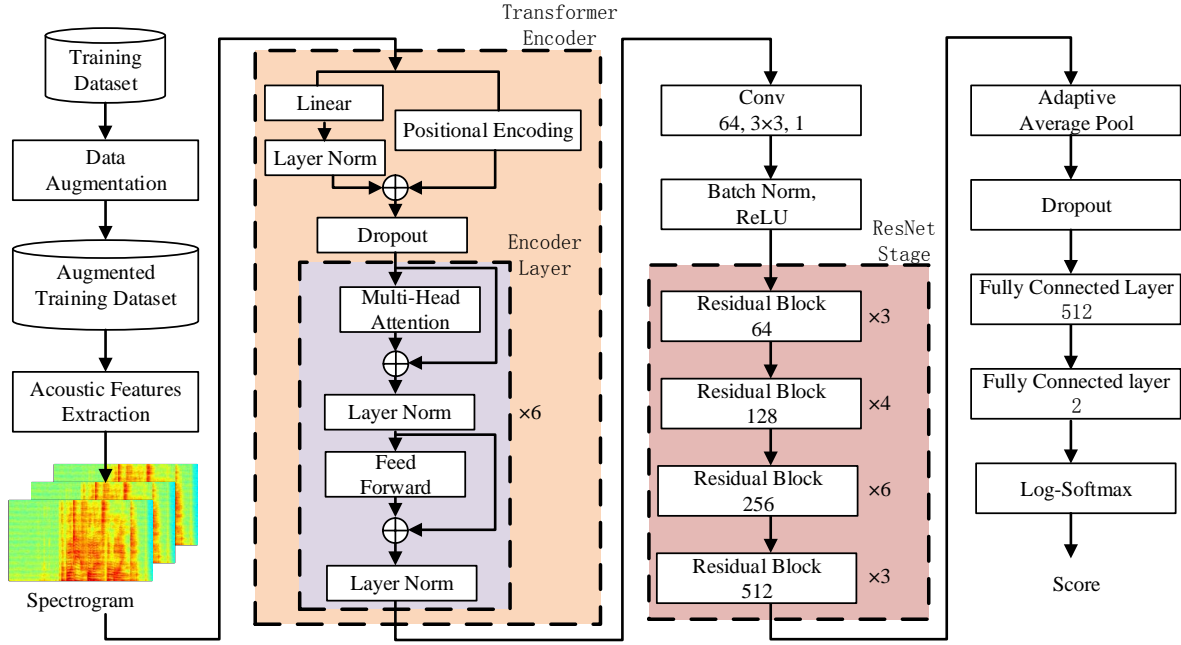 Training
Dataset
Data
Augmentation
Augmented
Training Dataset
Acoustic Features
Extraction
Spectrogram
Transformer
Encoder
Linear
Positional Encoding
Layer Norm
Dropout
Encoder
Layer
Multi-Head
Attention
Layer Norm
×6
Feed
Forward
Layer Norm
Conv
64, 3×3, 1
Batch Norm,
ReLU
ResNet
Stage
Residual Block
64
×3
Residual Block
128
×4
Residual Block
256
×6
Residual Block
512
×3
Adaptive
Average Pool
Dropout
Fully Connected Layer
512
Fully Connected layer
2
Log-Softmax
Score